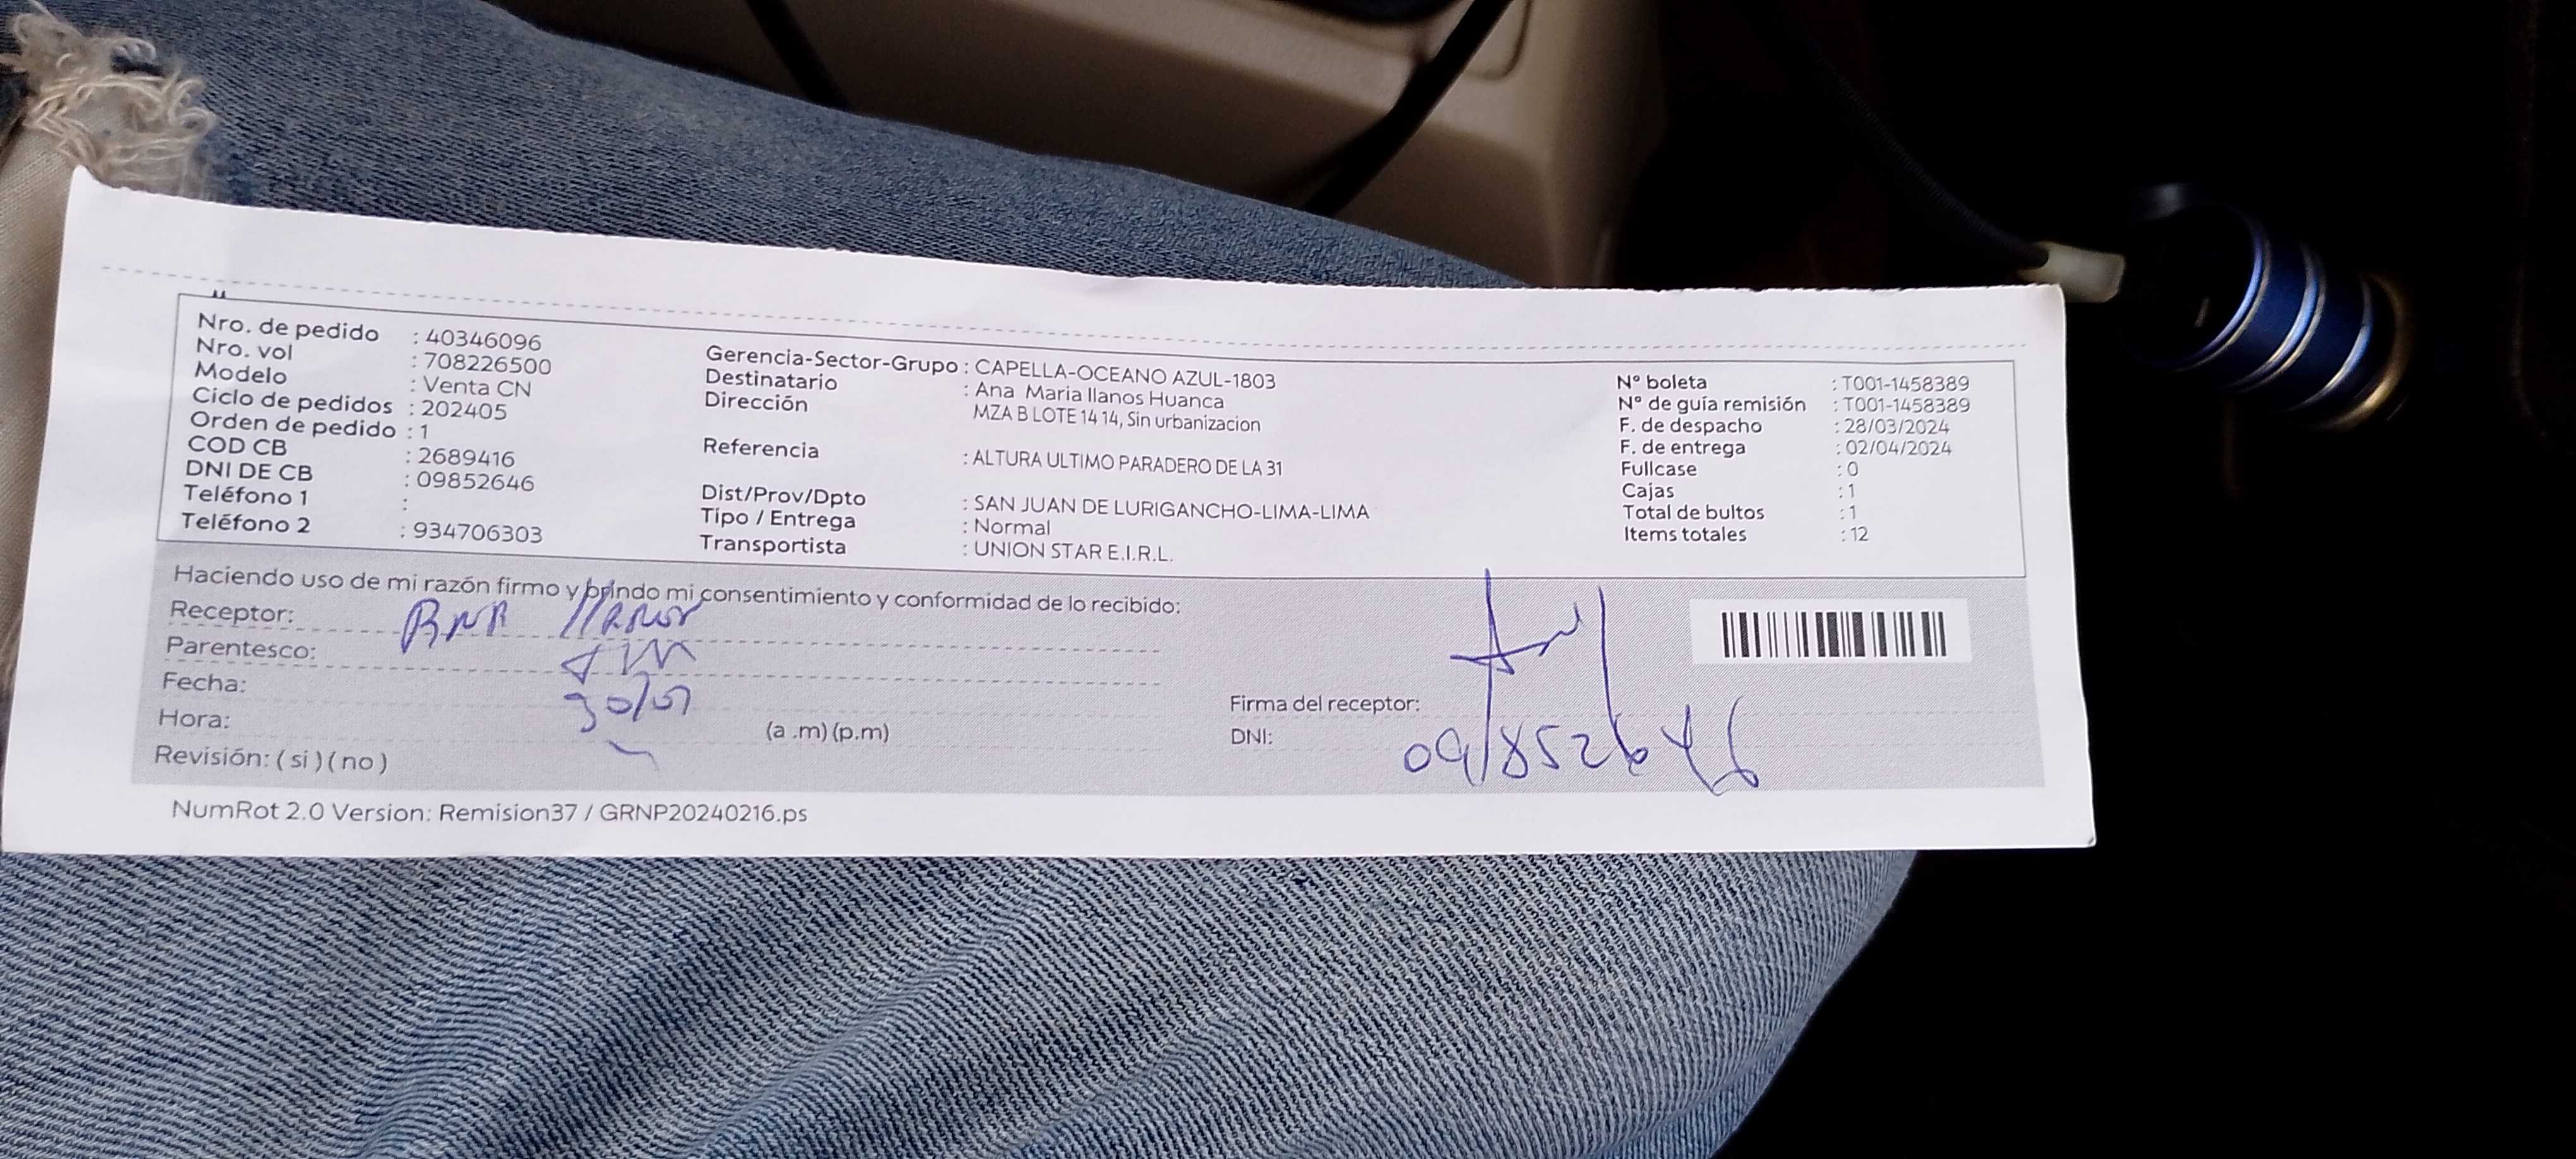 Nro. de pedido : 40346096
Nro. vol : 708226500
Modelo : Venta CN
Ciclo de pedidos : 202405
Orden de pedido : 1
COD CB : 2689416
DNI DE CB : 09852646
Teléfono 1 :
Teléfono 2 : 934706303
Gerencia-Sector-Grupo : CAPELLA-OCEANO AZUL-1803
Destinatario : Ana Maria llanos Huanca
Dirección MZA B LOTE 14 14, Sin urbanizacion
Referencia : ALTURA ULTIMO PARADERO DE LA 31
Dist/Prov/Dpto : SAN JUAN DE LURIGANCHO-LIMA-LIMA
Tipo / Entrega : Normal
Transportista : UNION STAR E.I.R.L.
N° boleta : T001-1458389
N° de guía remisión : T001-1458389
F. de despacho : 28/03/2024
F. de entrega : 02/04/2024
Fullcase : 0
Cajas : 1
Total de bultos : 1
Items totales : 12
Haciendo uso de mi razón firmo y brindo mi consentimiento y conformidad de lo recibido:
Receptor: llanos
Parentesco:
Fecha:
Hora: (a .m) (p.m)
Revisión: ( si ) ( no )
Firma del receptor:
DNI: 09852646
NumRot 2.0 Version: Remision37 / GRNP20240216.ps